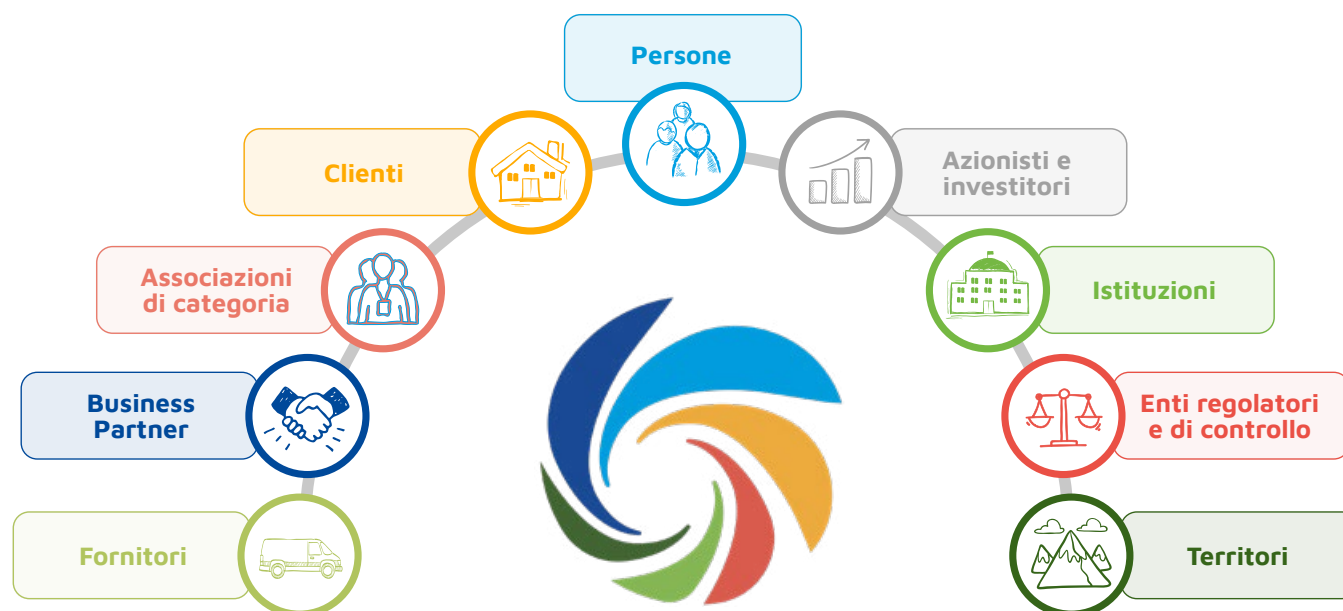 Persone
Clienti
Azionisti e
investitori
Associazioni
di categoria
Istituzioni
Business
Partner
Enti regolatori
e di controllo
Fornitori
Territori